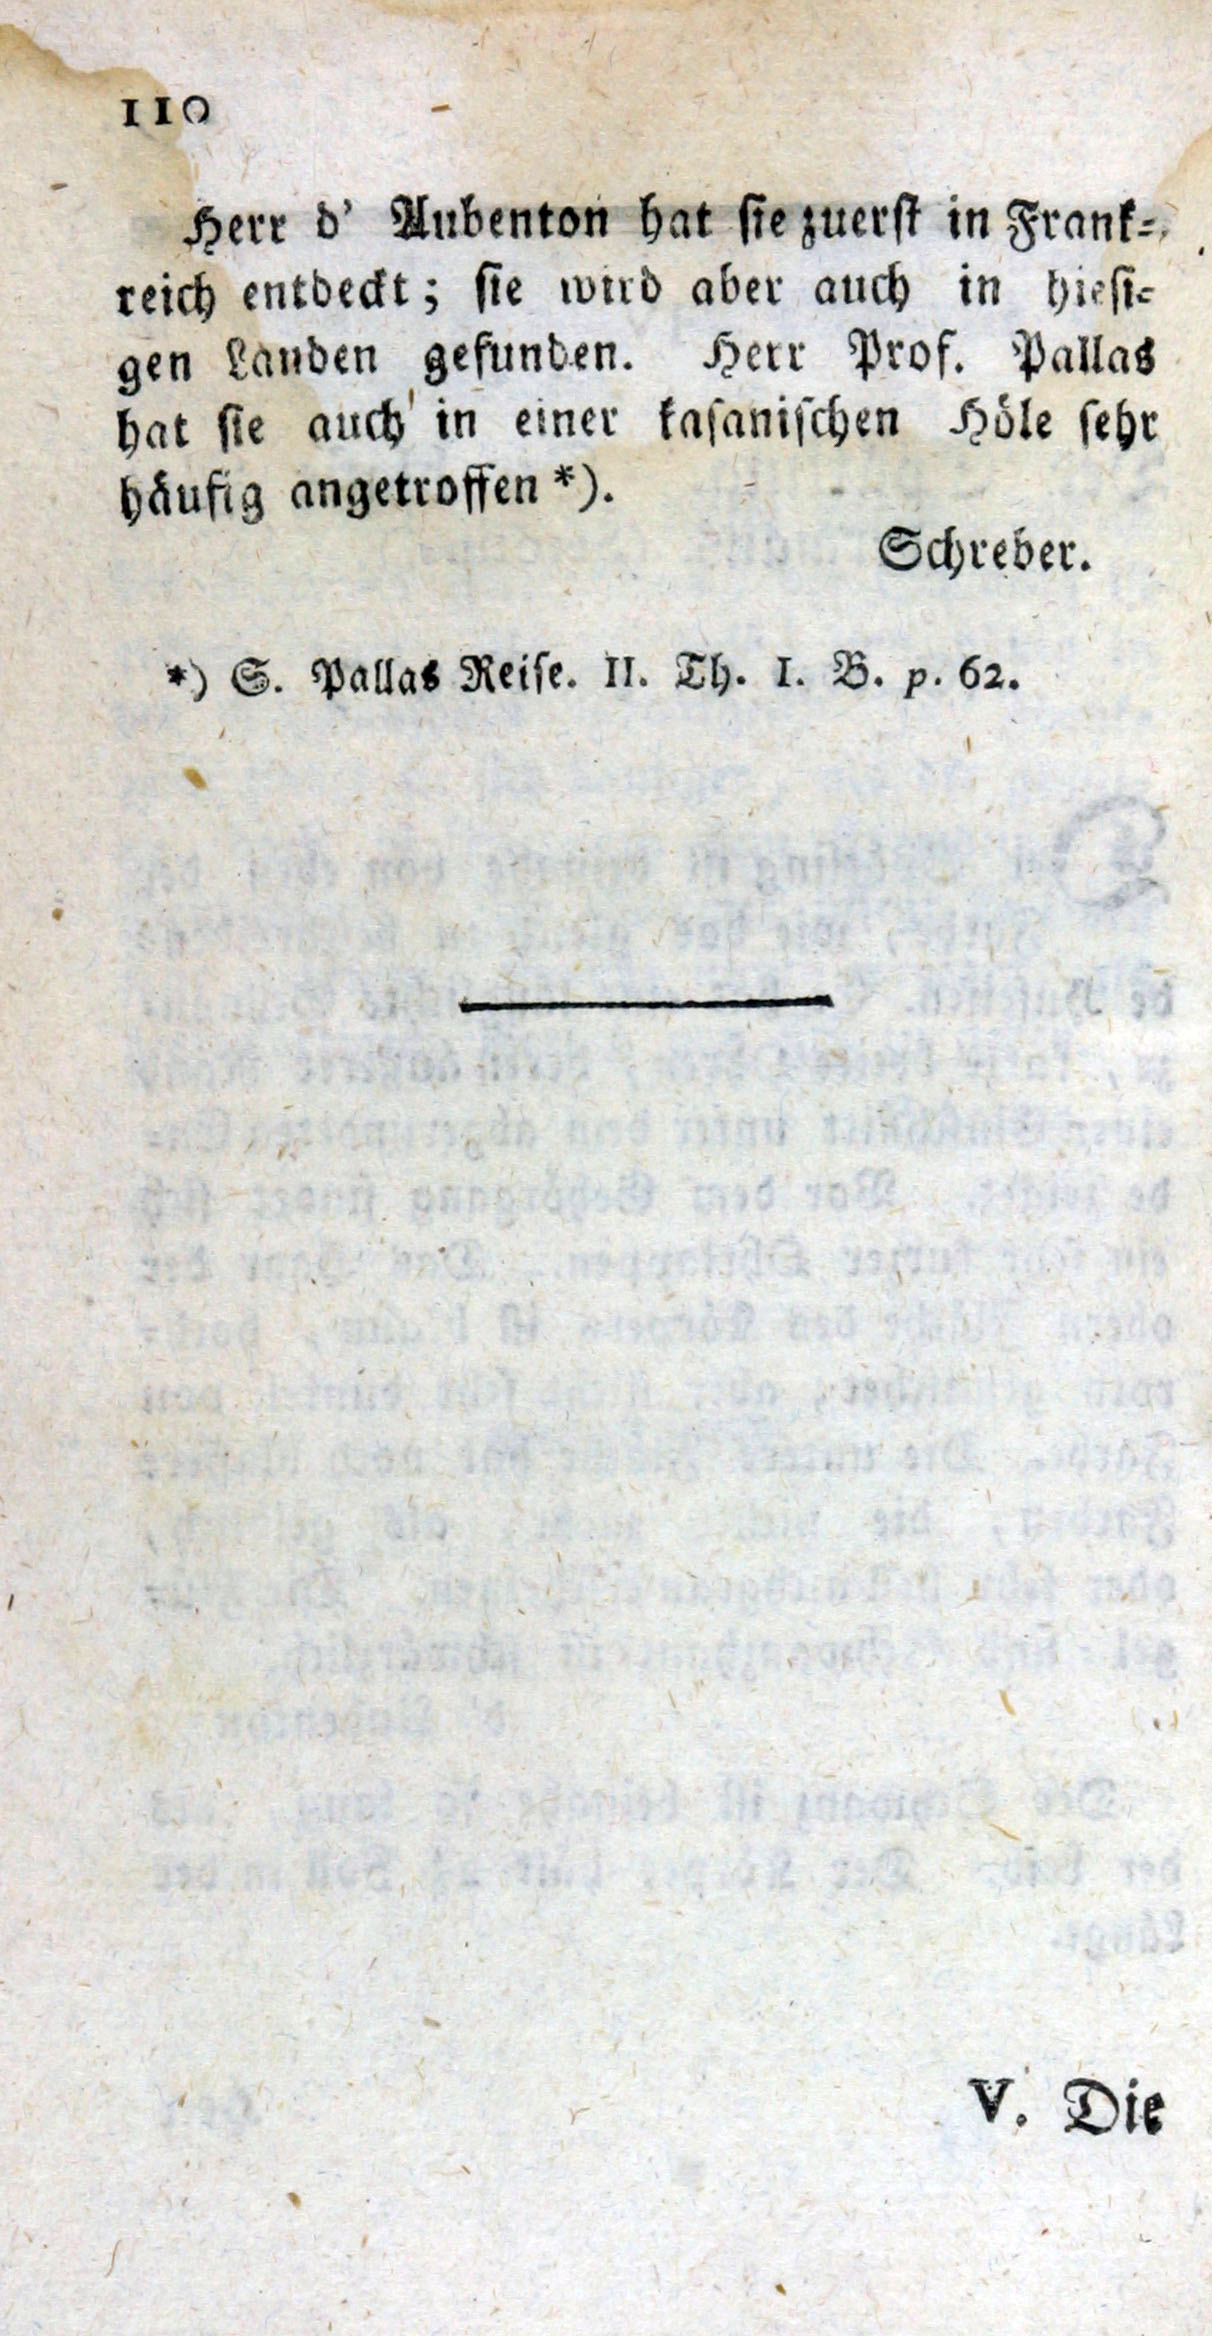 110
Herr d' Aubenton hat ſie zuerſt in Frank-
reich entdeckt; ſie wird aber auch in hieſi-
gen Landen gefunden. Herr Prof. Pallas
hat ſie auch in einer kaſaniſchen Höle ſehr
häufig angetroffen *).
Schreber.
*) S. Pallas Reiſe. II. Th. I. B. p. 62.
V. Die